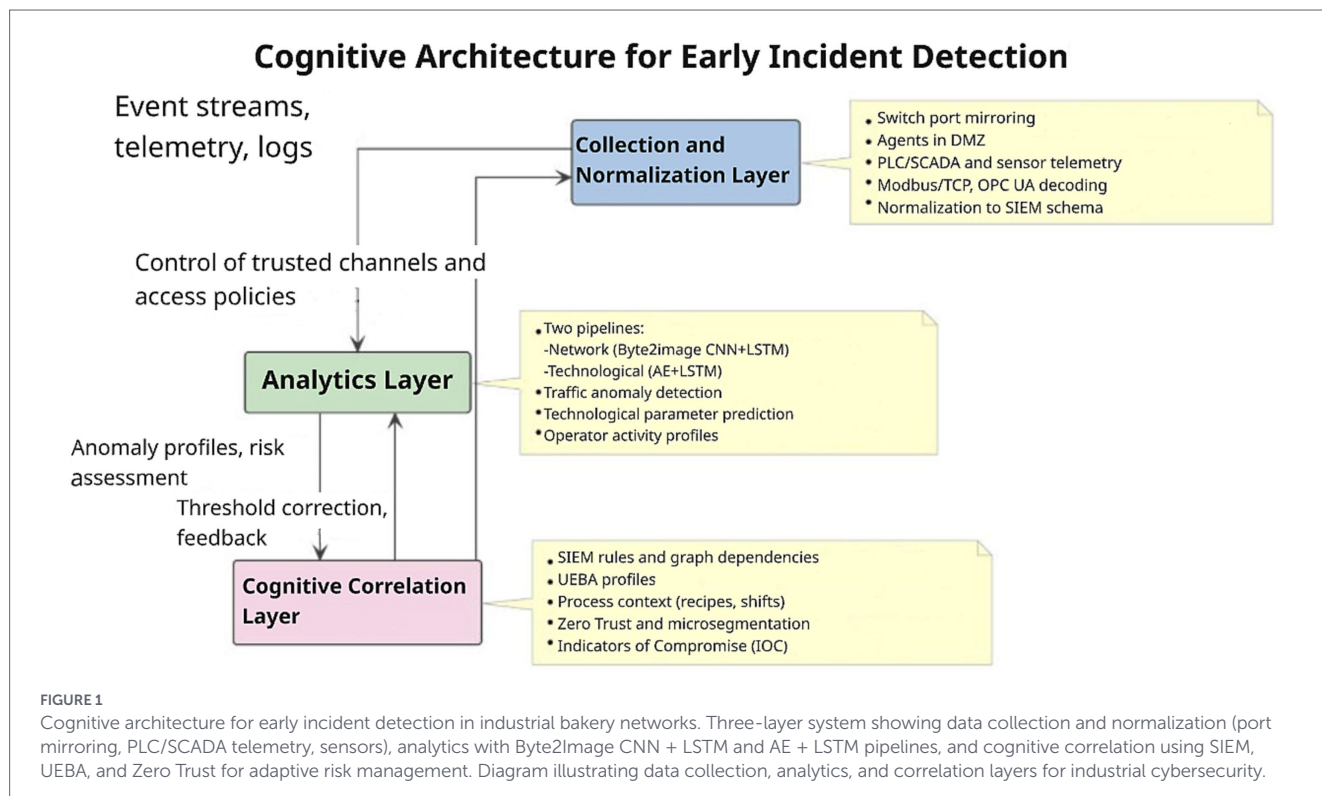 Cognitive Architecture for Early Incident Detection
Event streams,
telemetry, logs
Collection and
Normalization Layer
• Switch port mirroring
• Agents in DMZ
• PLC/SCADA and sensor telemetry
• Modbus/TCP, OPC UA decoding
• Normalization to SIEM schema
Control of trusted channels and
access policies
Analytics Layer
• Two pipelines:
-Network (Byte2image CNN+LSTM)
-Technological (AE+LSTM)
• Traffic anomaly detection
• Technological parameter prediction
• Operator activity profiles
Anomaly profiles, risk
assessment
Threshold correction,
feedback
Cognitive Correlation
Layer
• SIEM rules and graph dependencies
• UEBA profiles
• Process context (recipes, shifts)
• Zero Trust and microsegmentation
• Indicators of Compromise (IOC)
FIGURE 1
Cognitive architecture for early incident detection in industrial bakery networks. Three-layer system showing data collection and normalization (port
mirroring, PLC/SCADA telemetry, sensors), analytics with Byte2Image CNN + LSTM and AE + LSTM pipelines, and cognitive correlation using SIEM,
UEBA, and Zero Trust for adaptive risk management. Diagram illustrating data collection, analytics, and correlation layers for industrial cybersecurity.